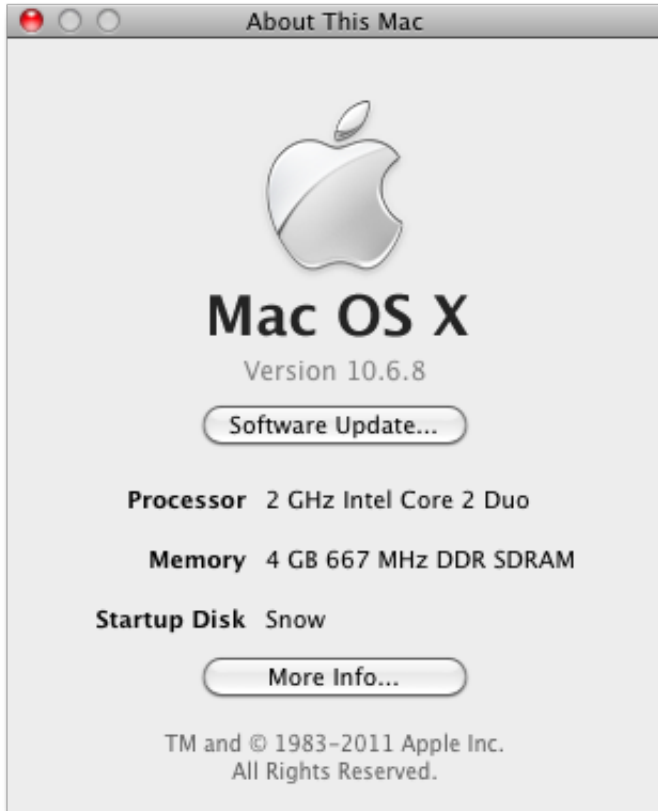 About This Mac
Mac OS X
Version 10.6.8
Software Update...
Processor 2 GHz Intel Core 2 Duo
Memory 4 GB 667 MHz DDR SDRAM
Startup Disk Snow
More Info...
TM and © 1983–2011 Apple Inc.
All Rights Reserved.